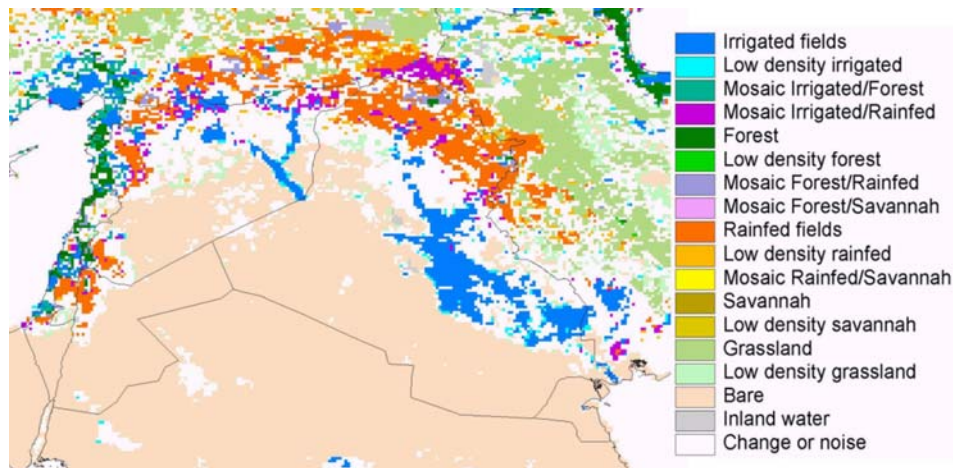 Irrigated fields
Low density irrigated
Mosaic Irrigated/Forest
Mosaic Irrigated/Rainfed
Forest
Low density forest
Mosaic Forest/Rainfed
Mosaic Forest/Savannah
Rainfed fields
Low density rainfed
Mosaic Rainfed/Savannah
Savannah
Low density savannah
Grassland
Low density grassland
Bare
Inland water
Change or noise